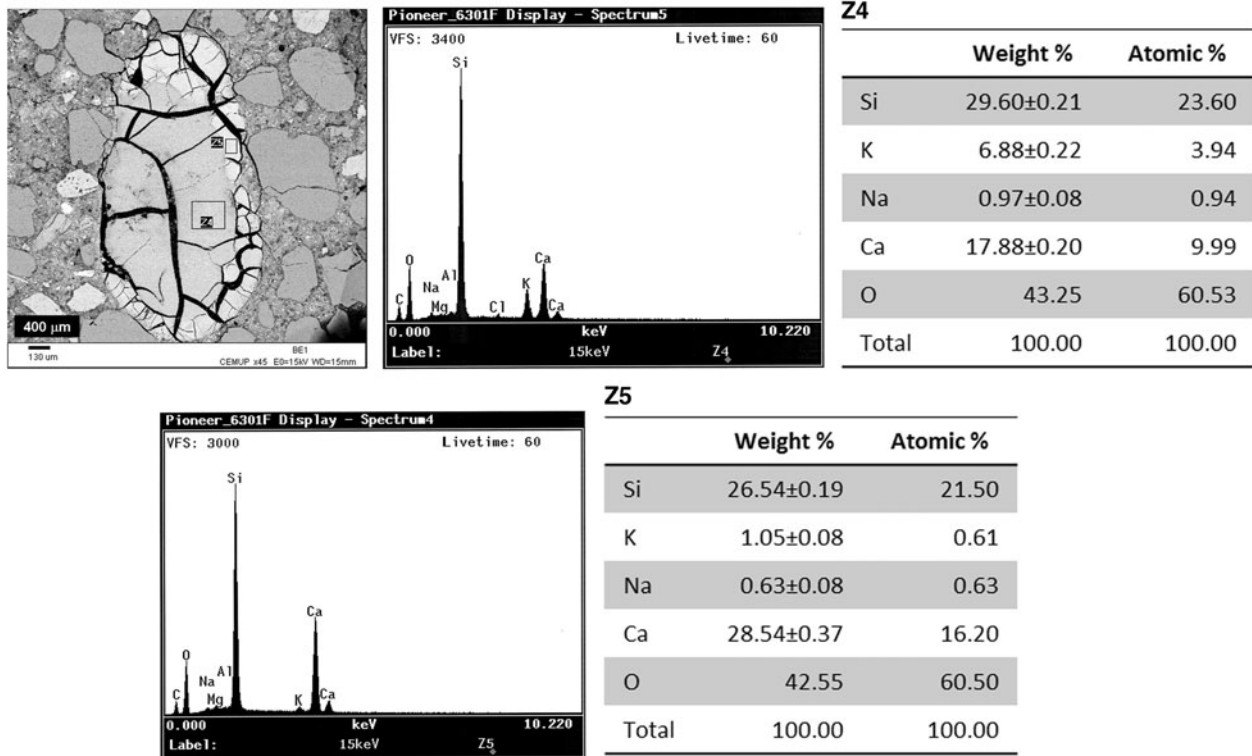 Z5
Z4
400 µm
130 um
BE1
CEMUP x45 E0=15kV WD=15mm
Pioneer_6301F Display - Spectrum5
VFS: 3400
Livetime: 60
Si
O
C
Na
Mg
Al
Cl
K
Ca
Ca
0.000
keV
10.220
Label:
15keV
Z4
Z4
Weight % Atomic %
Si 29.60±0.21 23.60
K 6.88±0.22 3.94
Na 0.97±0.08 0.94
Ca 17.88±0.20 9.99
O 43.25 60.53
Total 100.00 100.00
Pioneer_6301F Display - Spectrum4
VFS: 3000
Livetime: 60
Si
Ca
O
C
Na
Mg
Al
K
Ca
0.000
keV
10.220
Label:
15keV
Z5
Z5
Weight % Atomic %
Si 26.54±0.19 21.50
K 1.05±0.08 0.61
Na 0.63±0.08 0.63
Ca 28.54±0.37 16.20
O 42.55 60.50
Total 100.00 100.00